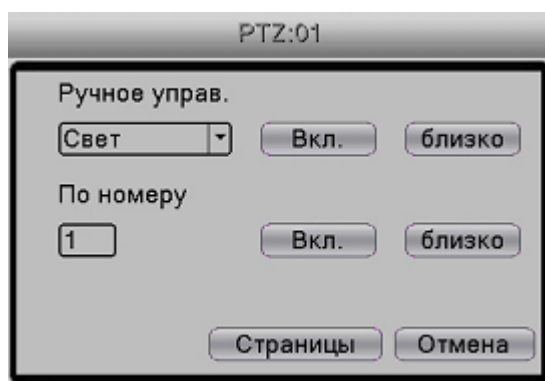 PTZ:01
Ручное управ.
Свет Вкл. близко
По номеру
1 Вкл. близко
Страницы Отмена